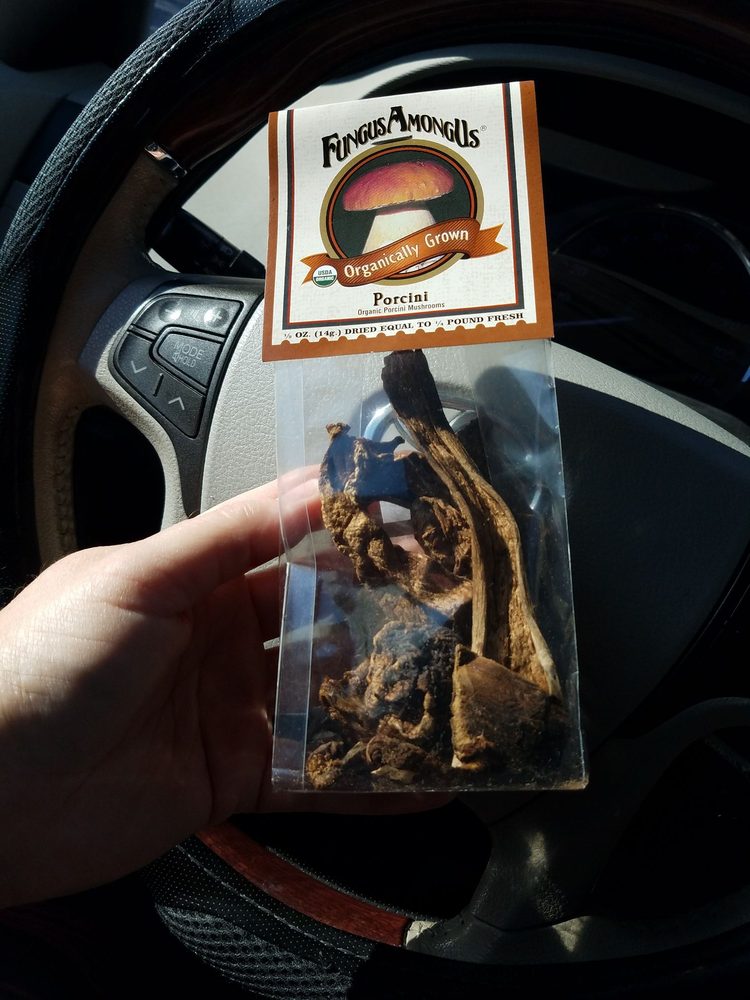 FungusAmongUs®
Organically Grown
USDA
ORGANIC
Porcini
Organic Porcini Mushrooms
½ OZ. (14g.) DRIED EQUAL TO ¼ POUND FRESH
MODE
HOLD